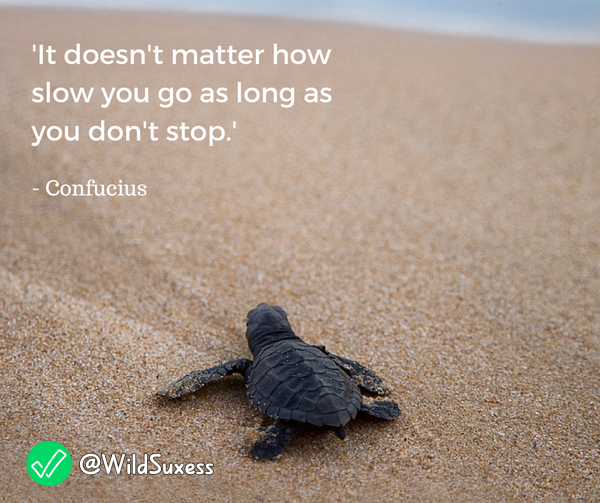 'It doesn't matter how
slow you go as long as
you don't stop.'
- Confucius
@WildSuxess